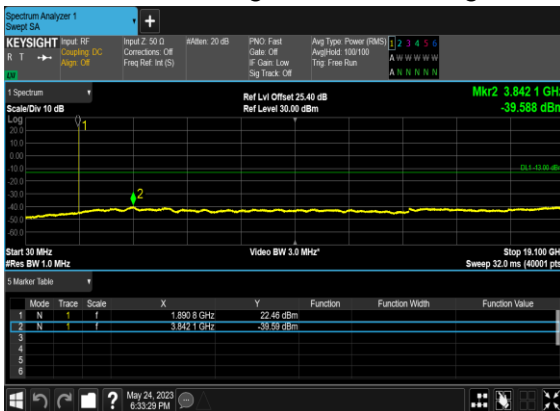 Spectrum Analyzer 1
Swept SA
+
KEYSIGHT Input: RF Input Z: 50 Ω #Atten: 20 dB PNO: Fast Avg Type: Power (RMS) 1 2 3 4 5 6
R T Coupling: DC Corrections: Off Gate: Off Avg|Hold: 100/100 A W W W W W
Align: Off Freq Ref: Int (S) IF Gain: Low Trig: Free Run
LV Sig Track: Off A N N N N N
1 Spectrum Ref Lvl Offset 25.40 dB Mkr2 3.842 1 GHz
Scale/Div 10 dB Ref Level 30.00 dBm -39.588 dBm
Log
20.0
10.0
0.00
-10.0
DL1 -13.00 dBm
-20.0
-30.0
-40.0
-50.0
-60.0
1
2
Start 30 MHz Video BW 3.0 MHz* Stop 19.100 GHz
#Res BW 1.0 MHz Sweep 32.0 ms (40001 pts)
5 Marker Table
Mode Trace Scale X Y Function Function Width Function Value
1 N 1 f 1.890 8 GHz 22.46 dBm
2 N 1 f 3.842 1 GHz -39.59 dBm
3
4
5
6
? May 24, 2023
6:33:29 PM